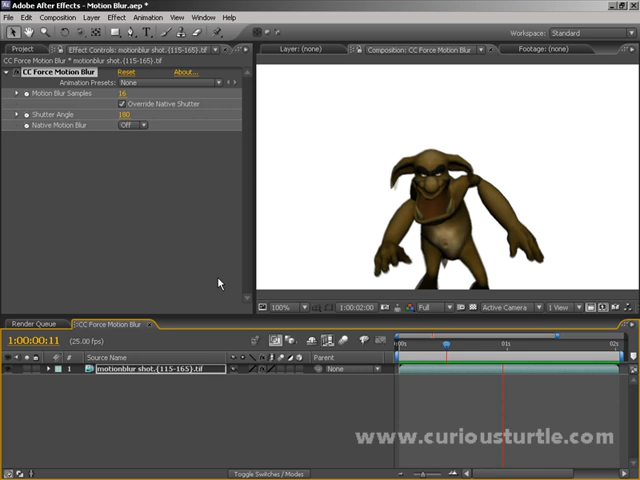 Adobe After Effects - Motion Blur.aep *
File Edit Composition Layer Effect Animation View Window Help
Workspace: Standard
Project Effect Controls: motionblur shot.{115-165}.tif
Layer: (none) Composition: CC Force Motion Blur Footage: (none)
CC Force Motion Blur * motionblur shot.{115-165}.tif
CC Force Motion Blur Reset About...
Animation Presets: None
Motion Blur Samples 16
Override Native Shutter
Shutter Angle 180
Native Motion Blur Off
100% 1:00:02:00 Full Active Camera 1 View
Render Queue CC Force Motion Blur
1:00:00:11 (25.00 fps)
:00s 01s 02s
# Source Name Parent
1 motionblur shot.{115-165}.tif None
www.curiousturtle.com
Toggle Switches / Modes